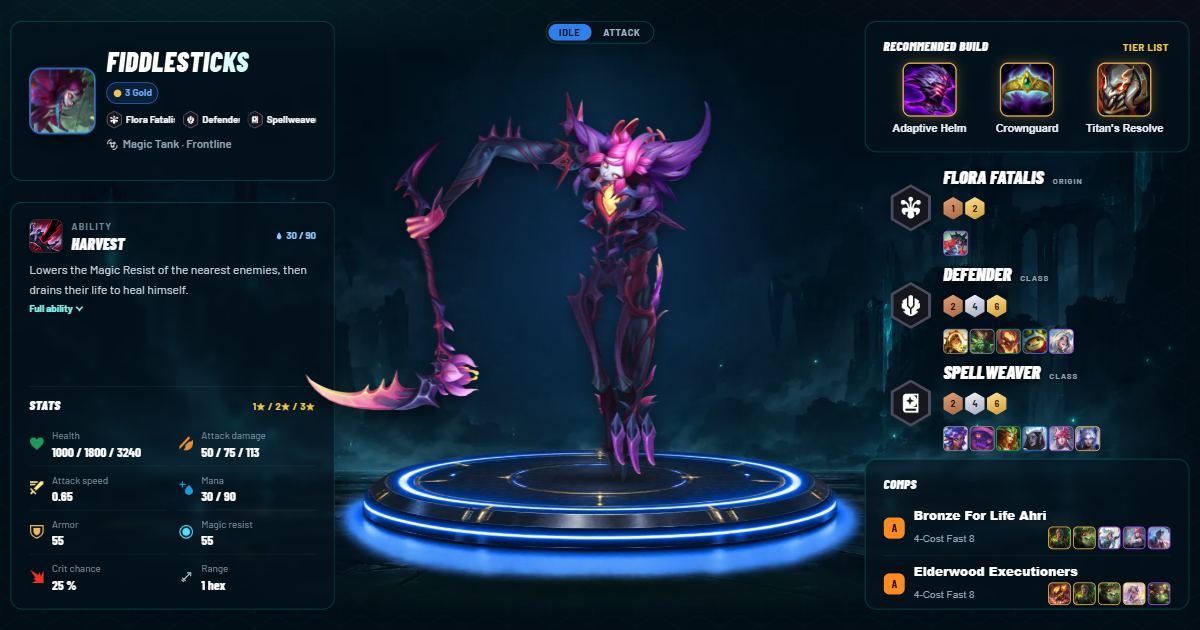 IDLE
ATTACK
FIDDLESTICKS
3 Gold
Flora Fatali
Defende
Spellweave
Magic Tank · Frontline
ABILITY
HARVEST
30 / 90
Lowers the Magic Resist of the nearest enemies, then
drains their life to heal himself.
Full ability
STATS
1★ / 2★ / 3★
Health
1000 / 1800 / 3240
Attack damage
50 / 75 / 113
Attack speed
0.65
Mana
30 / 90
Armor
55
Magic resist
55
Crit chance
25 %
Range
1 hex
RECOMMENDED BUILD
TIER LIST
Adaptive Helm
Crownguard
Titan's Resolve
FLORA FATALIS ORIGIN
1 2
DEFENDER CLASS
2 4 6
SPELLWEAVER CLASS
2 4 6
COMPS
A
Bronze For Life Ahri
4-Cost Fast 8
A
Elderwood Executioners
4-Cost Fast 8